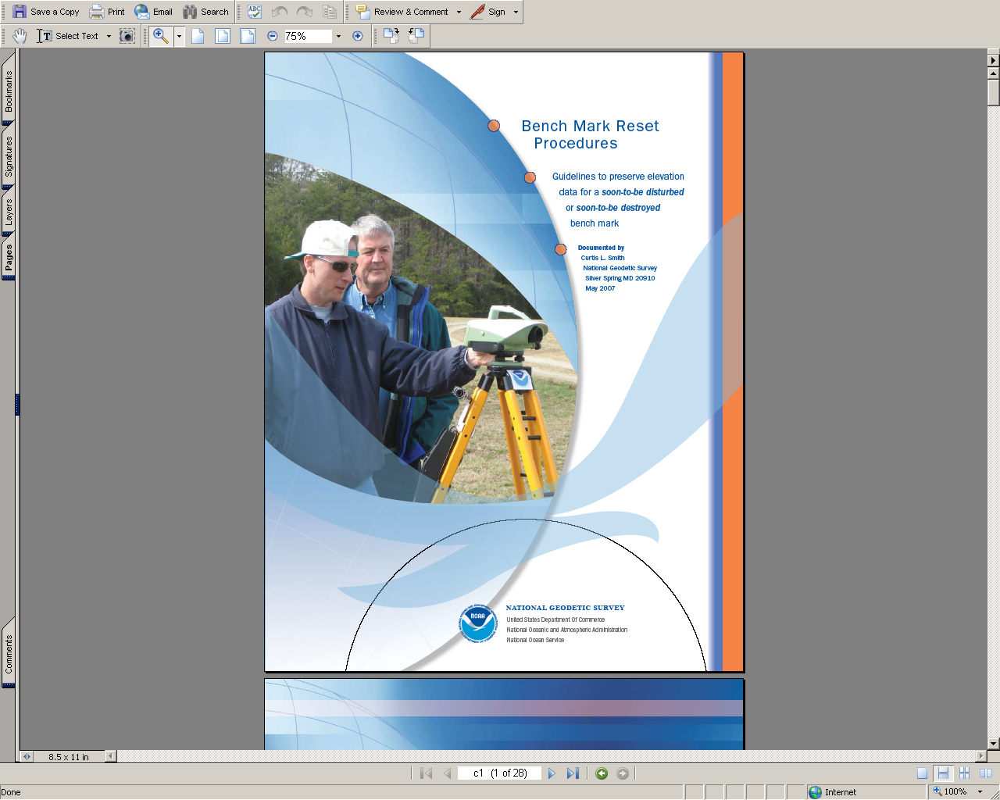 Save a Copy Print Email Search Review & Comment Sign
Select Text 75%
Bookmarks
Signatures
Layers
Pages
Comments
Bench Mark Reset
Procedures
Guidelines to preserve elevation
data for a soon-to-be disturbed
or soon-to-be destroyed
bench mark
Documented by
Curtis L. Smith
National Geodetic Survey
Silver Spring MD 20910
May 2007
NOAA
NATIONAL GEODETIC SURVEY
United States Department Of Commerce
National Oceanic and Atmospheric Administration
National Ocean Service
8.5 x 11 in
c1 (1 of 28)
Done Internet 100%